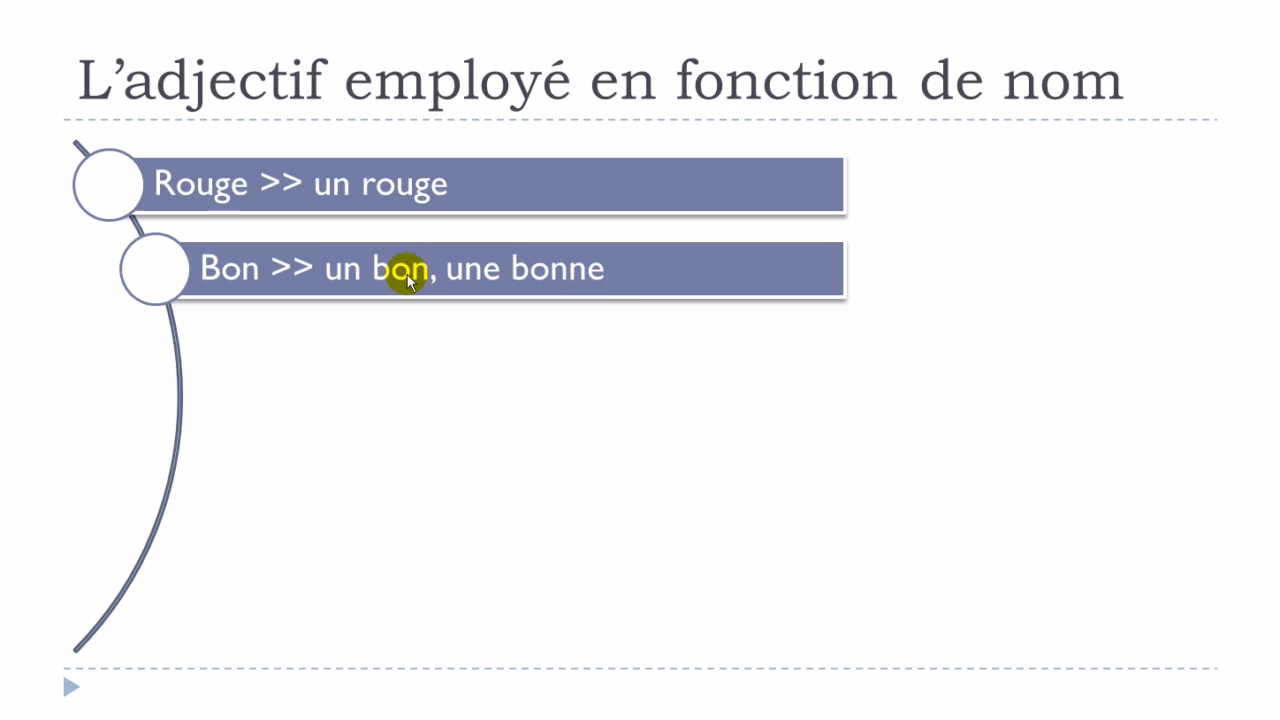 L’adjectif employé en fonction de nom
Rouge >> un rouge
Bon >> un bon, une bonne